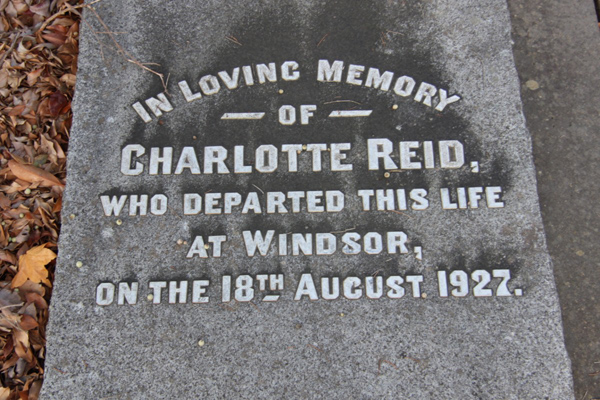 IN LOVING MEMORY
OF
CHARLOTTE REID,
WHO DEPARTED THIS LIFE
AT WINDSOR,
ON THE 18TH AUGUST 1927.